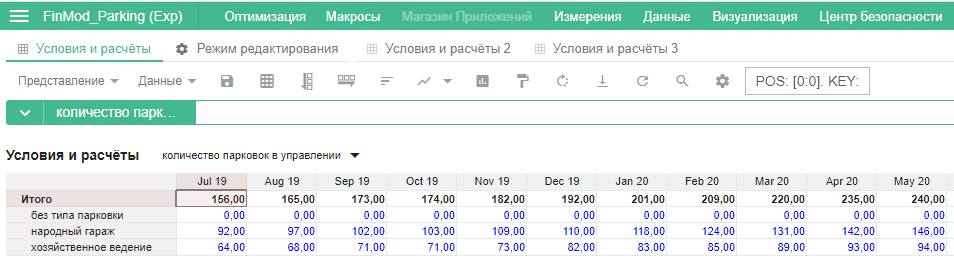 FinMod_Parking (Exp) Оптимизация Макросы Магазин Приложений Измерения Данные Визуализация Центр безопасности
Условия и расчёты Режим редактирования Условия и расчёты 2 Условия и расчёты 3
Представление Данные POS: [0:0]. KEY:
количество парк...
Условия и расчёты количество парковок в управлении
Jul 19 Aug 19 Sep 19 Oct 19 Nov 19 Dec 19 Jan 20 Feb 20 Mar 20 Apr 20 May 20
Итого 156,00 165,00 173,00 174,00 182,00 192,00 201,00 209,00 220,00 235,00 240,00
без типа парковки 0,00 0,00 0,00 0,00 0,00 0,00 0,00 0,00 0,00 0,00 0,00
народный гараж 92,00 97,00 102,00 103,00 109,00 110,00 118,00 124,00 131,00 142,00 146,00
хозяйственное ведение 64,00 68,00 71,00 71,00 73,00 82,00 83,00 85,00 89,00 93,00 94,00